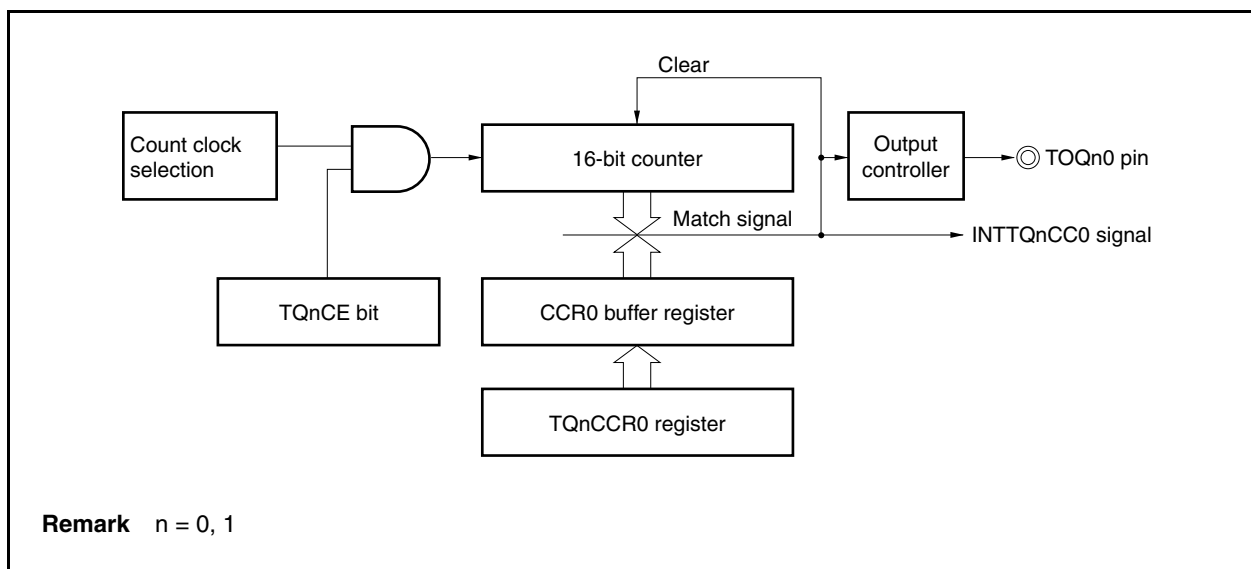 Clear
Count clock
selection
16-bit counter
Output
controller
TOQn0 pin
Match signal
INTTQnCC0 signal
TQnCE bit
CCR0 buffer register
TQnCCR0 register
Remark n = 0, 1